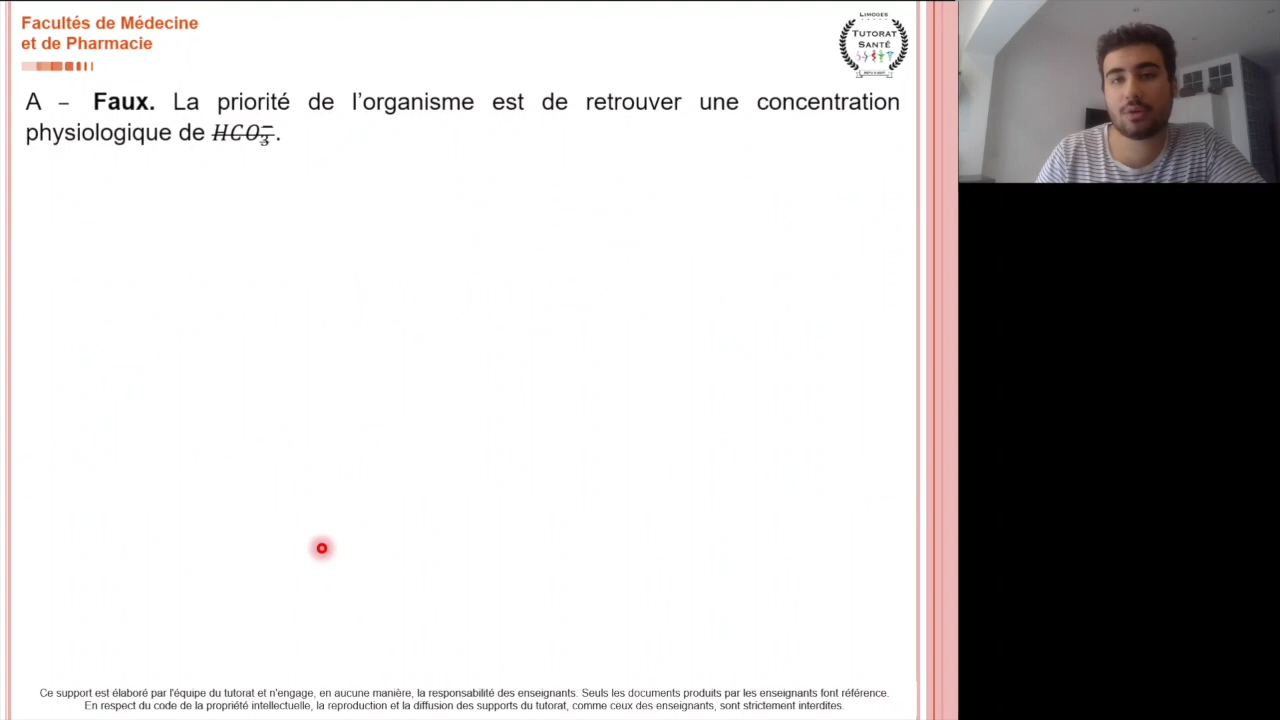 Facultés de Médecine
et de Pharmacie
LIMOGES
TUTORAT
SANTÉ
A – Faux. La priorité de l’organisme est de retrouver une concentration
physiologique de HCO₃⁻.
Ce support est élaboré par l'équipe du tutorat et n'engage, en aucune manière, la responsabilité des enseignants. Seuls les documents produits par les enseignants font référence.
En respect du code de la propriété intellectuelle, la reproduction et la diffusion des supports du tutorat, comme ceux des enseignants, sont strictement interdites.